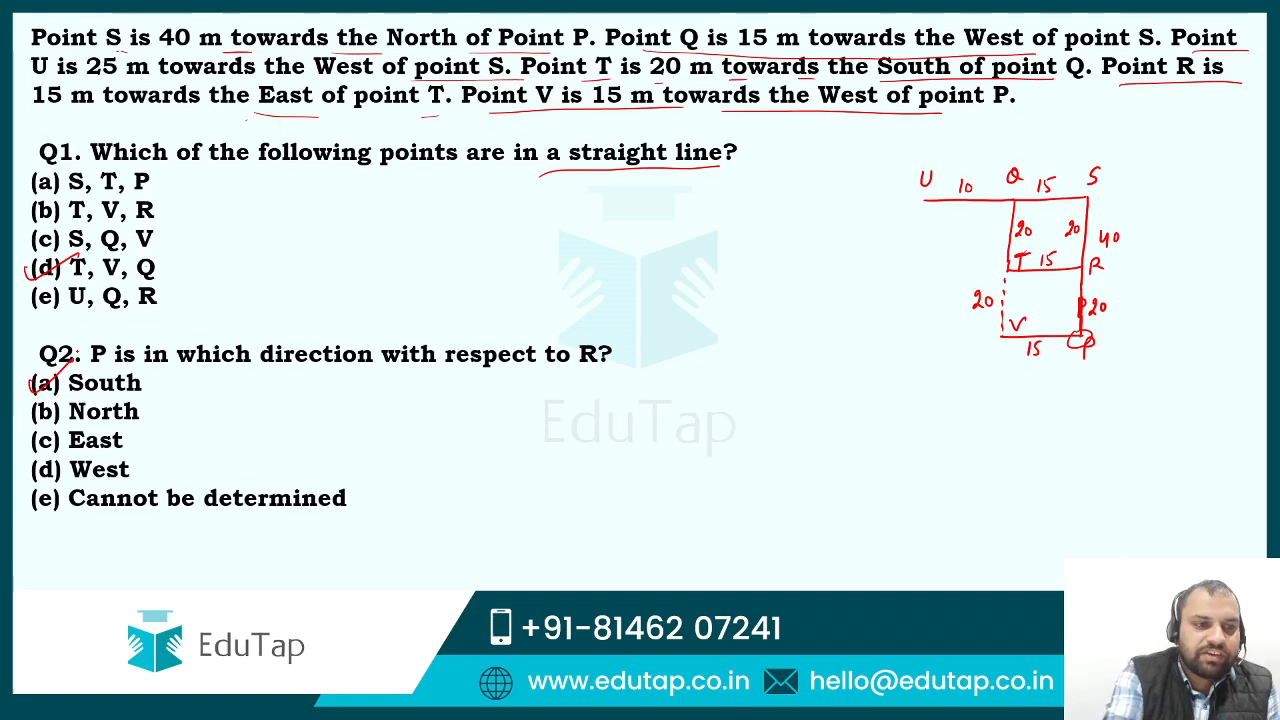 Point S is 40 m towards the North of Point P. Point Q is 15 m towards the West of point S. Point
U is 25 m towards the West of point S. Point T is 20 m towards the South of point Q. Point R is
15 m towards the East of point T. Point V is 15 m towards the West of point P.
Q1. Which of the following points are in a straight line?
(a) S, T, P
(b) T, V, R
(c) S, Q, V
(d) T, V, Q
(e) U, Q, R
Q2. P is in which direction with respect to R?
(a) South
(b) North
(c) East
(d) West
(e) Cannot be determined
U 10 Q 15 S
20 20 40
T 15 R
20 20
V
15 P
EduTap
EduTap
+91-81462 07241
www.edutap.co.in hello@edutap.co.in